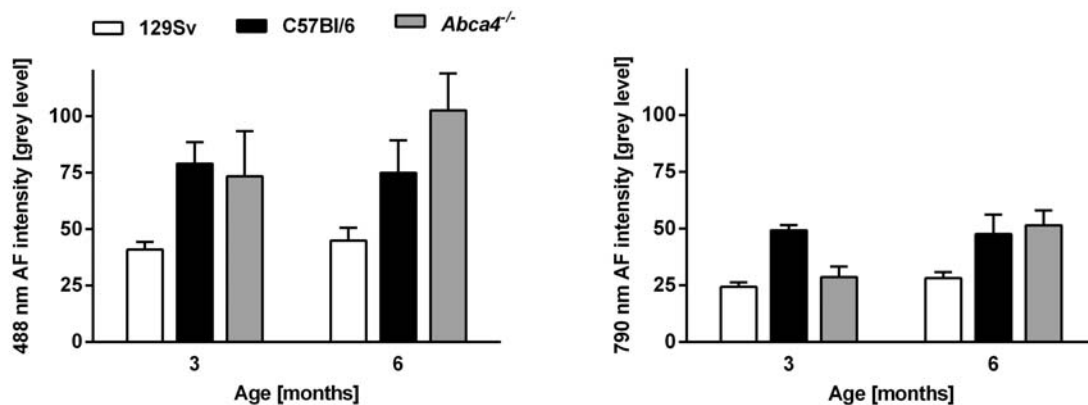 129Sv C57Bl/6 Abca4-/-
488 nm AF intensity [grey level]
100
75
50
25
0
3 6
Age [months]
790 nm AF intensity [grey level]
100
75
50
25
0
3 6
Age [months]